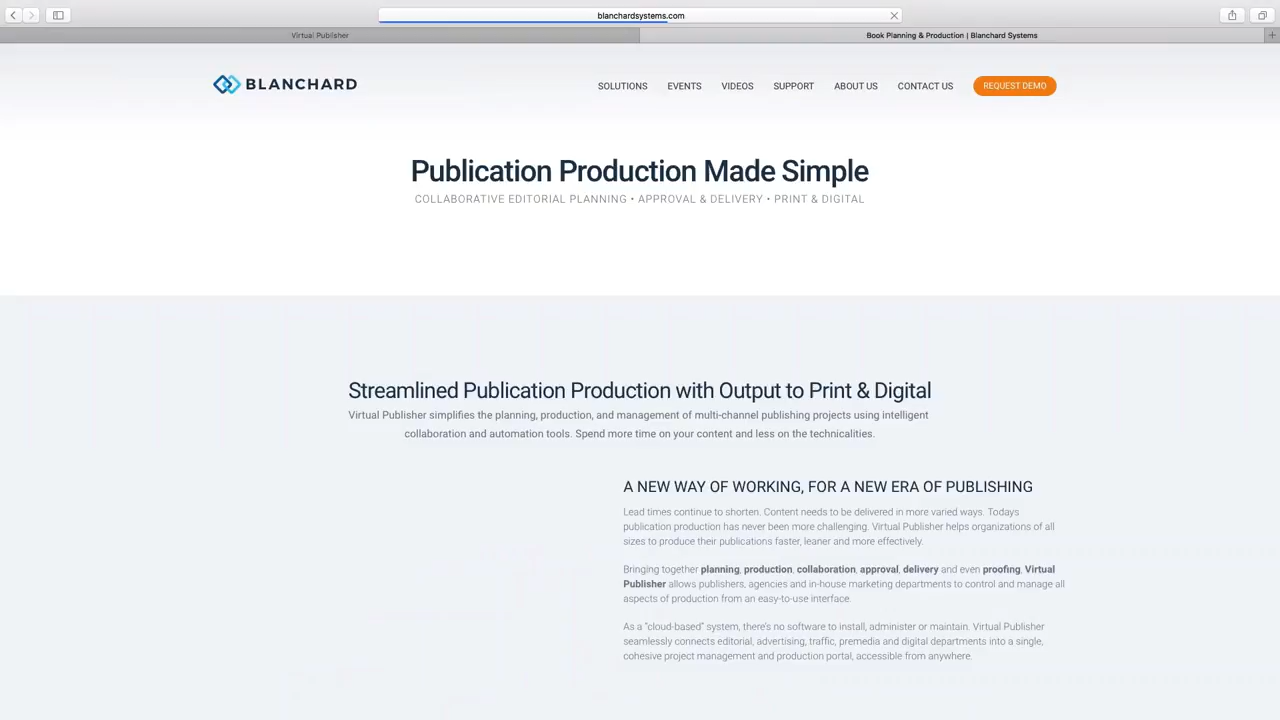 blanchardsystems.com
Virtual Publisher
Book Planning & Production | Blanchard Systems
BLANCHARD
SOLUTIONS EVENTS VIDEOS SUPPORT ABOUT US CONTACT US REQUEST DEMO
Publication Production Made Simple
COLLABORATIVE EDITORIAL PLANNING • APPROVAL & DELIVERY • PRINT & DIGITAL
Streamlined Publication Production with Output to Print & Digital
Virtual Publisher simplifies the planning, production, and management of multi-channel publishing projects using intelligent
collaboration and automation tools. Spend more time on your content and less on the technicalities.
A NEW WAY OF WORKING, FOR A NEW ERA OF PUBLISHING
Lead times continue to shorten. Content needs to be delivered in more varied ways. Todays
publication production has never been more challenging. Virtual Publisher helps organizations of all
sizes to produce their publications faster, leaner and more effectively.
Bringing together planning, production, collaboration, approval, delivery and even proofing, Virtual
Publisher allows publishers, agencies and in-house marketing departments to control and manage all
aspects of production from an easy-to-use interface.
As a "cloud-based" system, there's no software to install, administer or maintain. Virtual Publisher
seamlessly connects editorial, advertising, traffic, premedia and digital departments into a single,
cohesive project management and production portal, accessible from anywhere.